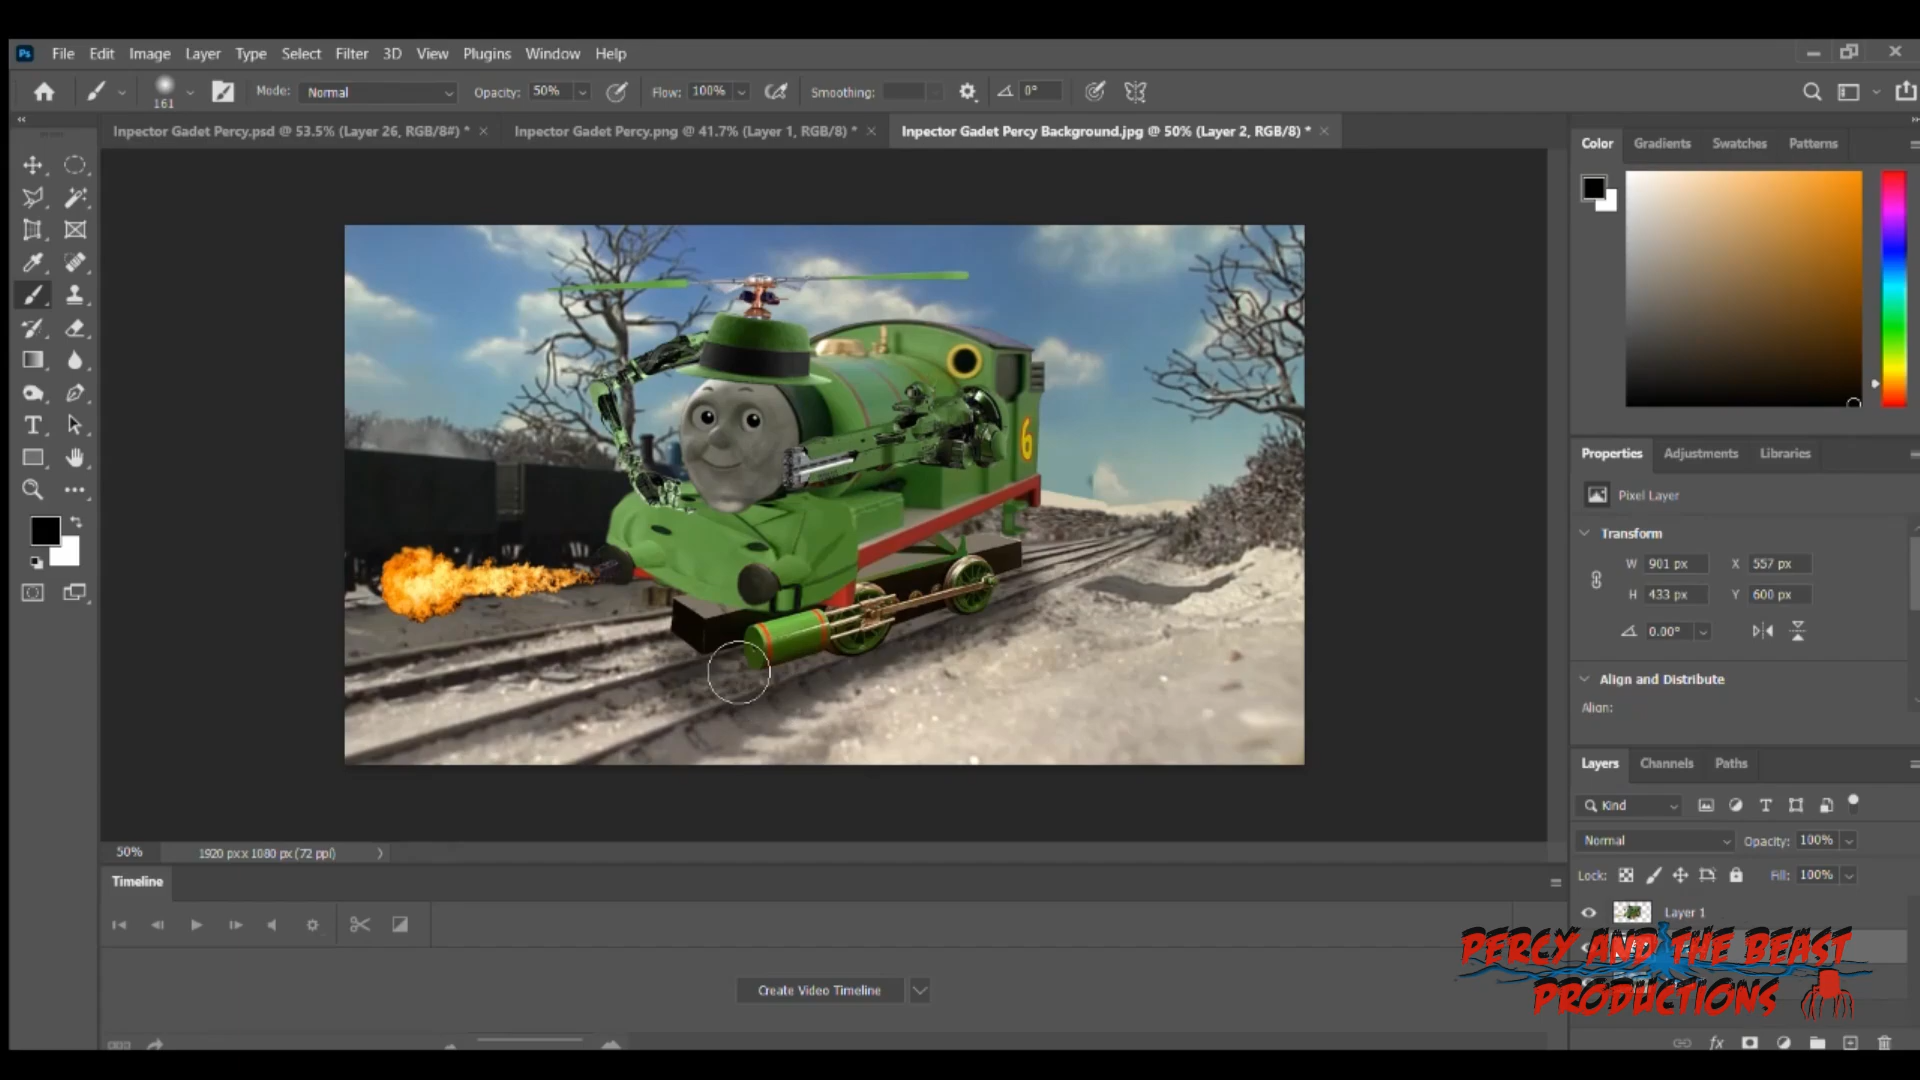 Ps File Edit Image Layer Type Select Filter 3D View Plugins Window Help
161 Mode: Normal Opacity: 50% Flow: 100% Smoothing: 0°
Inpector Gadet Percy.psd @ 53.5% (Layer 26, RGB/8#) * Inpector Gadet Percy.png @ 41.7% (Layer 1, RGB/8) * Inpector Gadet Percy Background.jpg @ 50% (Layer 2, RGB/8) *
Color Gradients Swatches Patterns
6
Properties Adjustments Libraries
Pixel Layer
Transform
W 901 px X 557 px
H 433 px Y 600 px
0.00°
Align and Distribute
Align:
Layers Channels Paths
Kind
Normal Opacity: 100%
Lock: Fill: 100%
Layer 1
50% 1920 px x 1080 px (72 ppi)
Timeline
Create Video Timeline
PERCY AND THE BEAST
PRODUCTIONS
fx